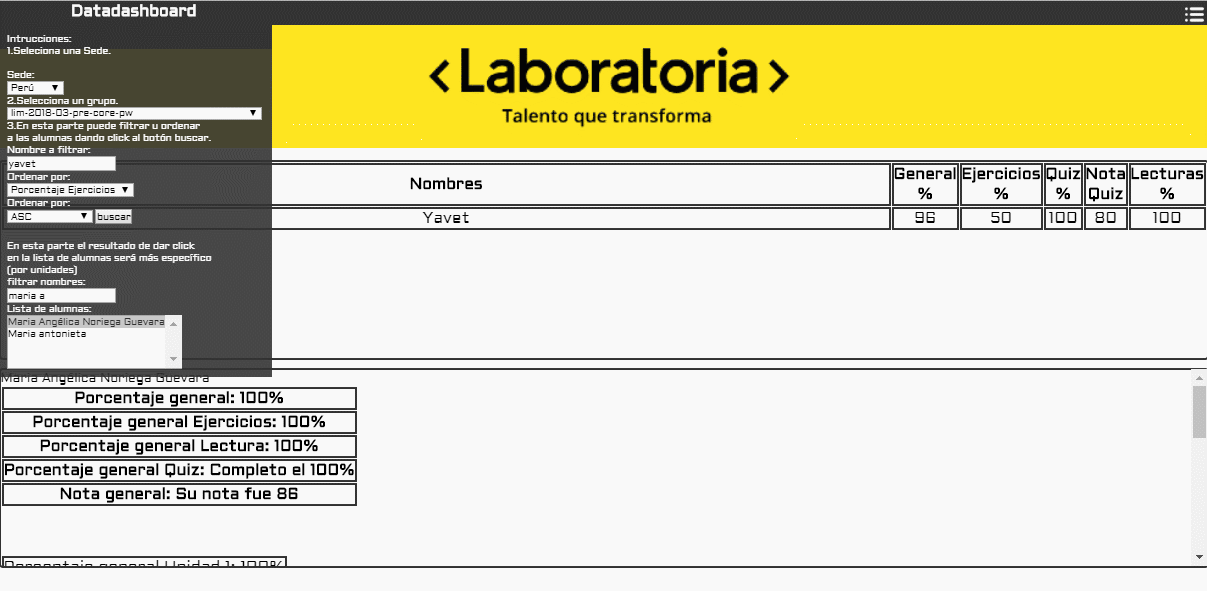 Datadashboard
Intrucciones:
1.Seleciona una Sede.
Sede:
Perú
2.Selecciona un grupo.
lim-2018-03-pre-core-pw
3.En esta parte puede filtrar u ordenar
a las alumnas dando click al botón buscar.
Nombre a filtrar:
yavet
Ordenar por:
Porcentaje Ejercicios
Ordenar por:
ASC buscar
En esta parte el resultado de dar click
en la lista de alumnas será más específico
(por unidades)
filtrar nombres:
maria a
Lista de alumnas:
Maria Angélica Noriega Guevara
Maria antonieta
<Laboratoria>
Talento que transforma
Nombres General % Ejercicios % Quiz % Nota Quiz Lecturas %
Yavet 96 50 100 80 100
Maria Angélica Noriega Guevara
Porcentaje general: 100%
Porcentaje general Ejercicios: 100%
Porcentaje general Lectura: 100%
Porcentaje general Quiz: Completo el 100%
Nota general: Su nota fue 86
Porcentaje general Unidad 1: 100%